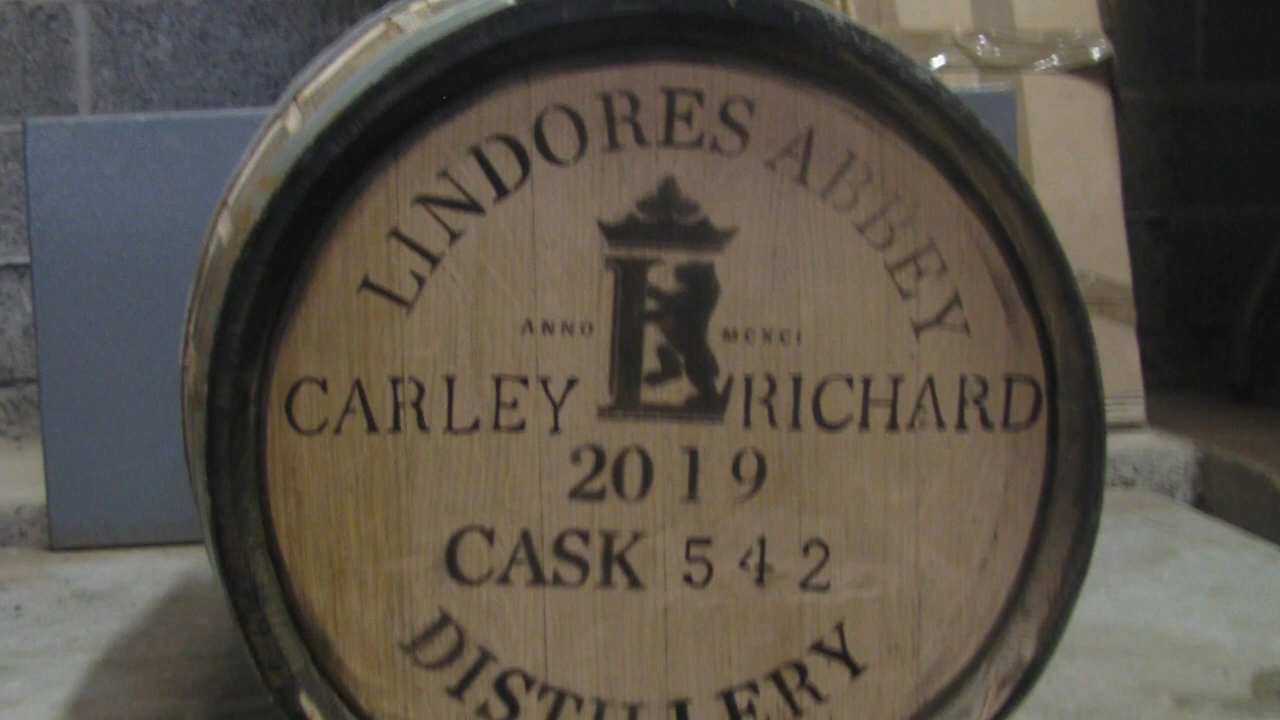 LINDORES ABBEY
ANNO MCXCI
CARLEY RICHARD
2019
CASK 542
DISTILLERY